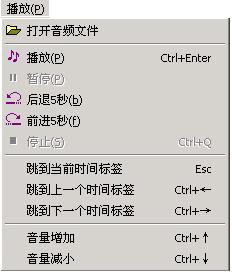 播放(P)
打开音频文件
播放(P) Ctrl+Enter
暂停(P)
后退5秒(b)
前进5秒(f)
停止(S) Ctrl+Q
跳到当前时间标签 Esc
跳到上一个时间标签 Ctrl+←
跳到下一个时间标签 Ctrl+→
音量增加 Ctrl+↑
音量减小 Ctrl+↓